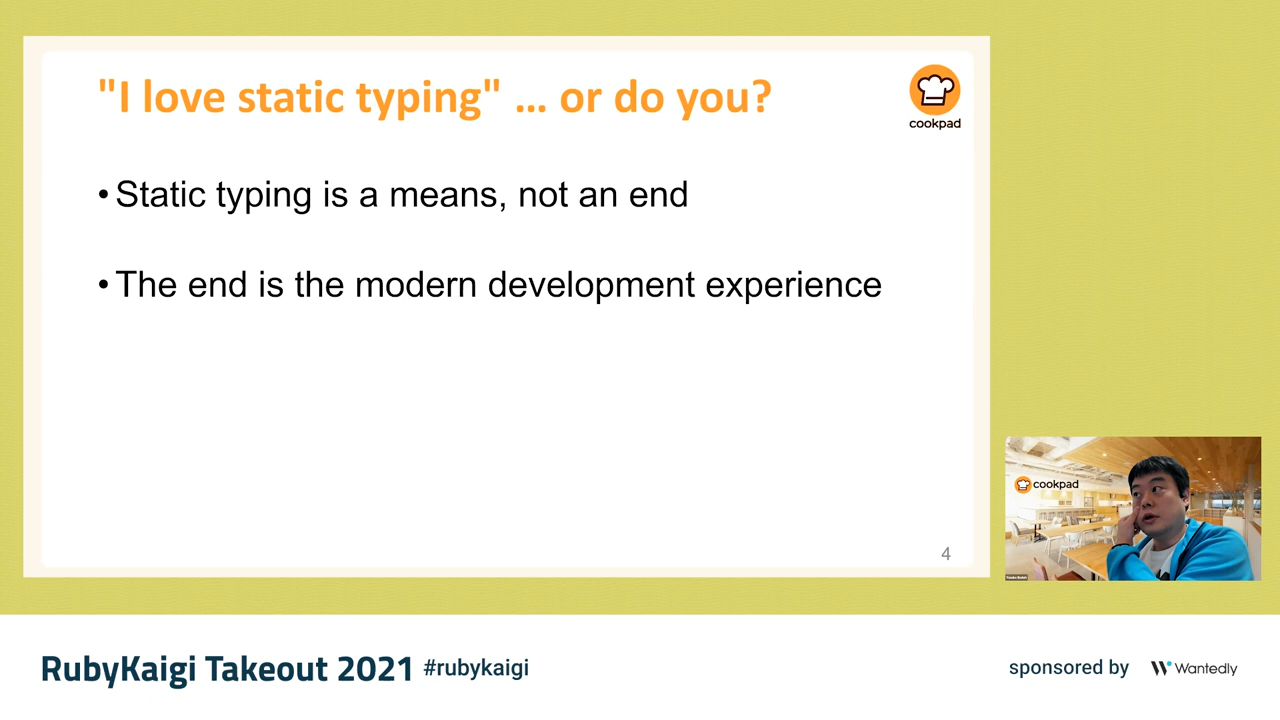 "I love static typing" … or do you?
cookpad
• Static typing is a means, not an end
• The end is the modern development experience
4
cookpad
RubyKaigi Takeout 2021 #rubykaigi
sponsored by Wantedly